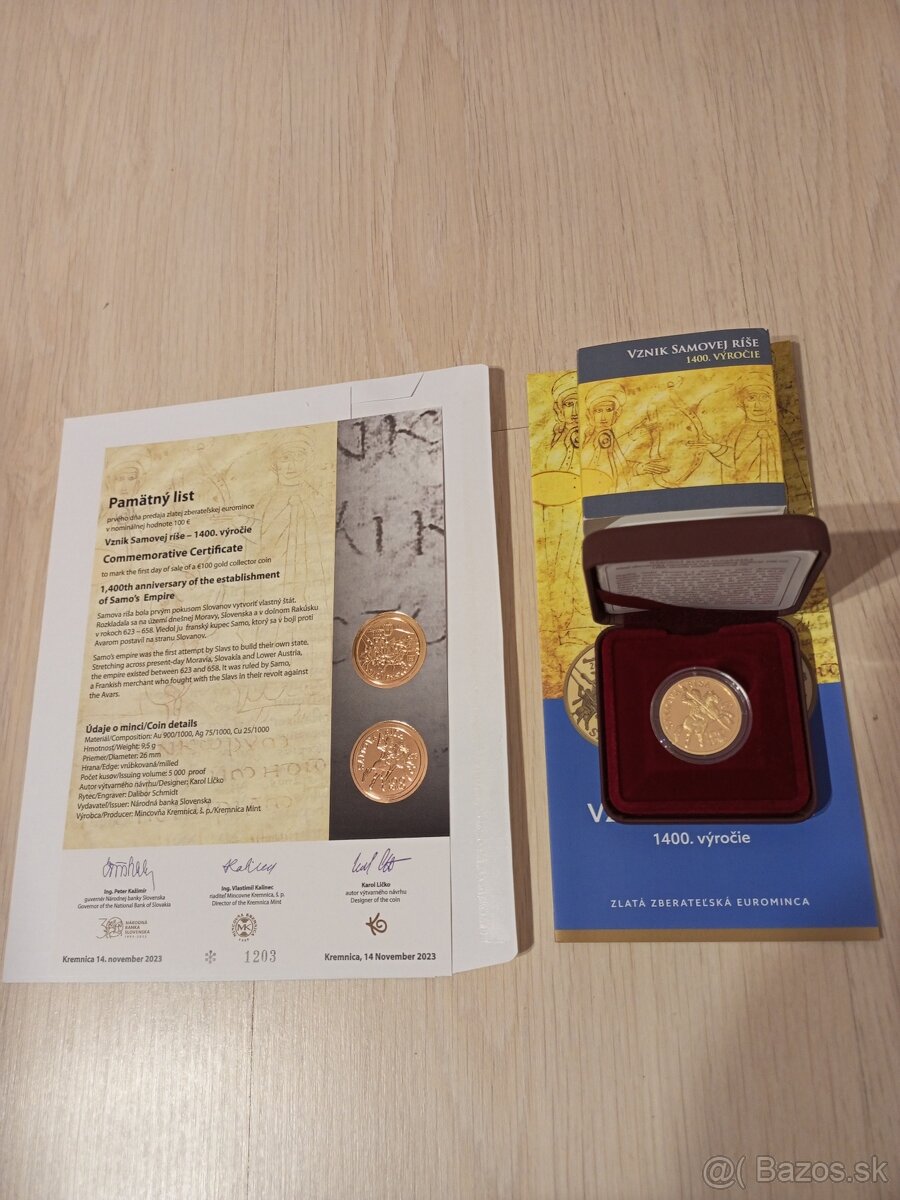 Pamätný list
prvého dňa predaja zlatej zberateľskej euromince
v nominálnej hodnote 100 €
Vznik Samovej ríše – 1400. výročie
Commemorative Certificate
to mark the first day of sale of a €100 gold collector coin
1,400th anniversary of the establishment
of Samo's Empire
Samova ríša bola prvým pokusom Slovanov vytvoriť vlastný štát.
Rozkladala sa na území dnešnej Moravy, Slovenska a v dolnom Rakúsku
v rokoch 623 – 658. Viedol ju franský kupec Samo, ktorý sa v boji proti
Avarom postavil na stranu Slovanov.
Samo's empire was the first attempt by Slavs to build their own state.
Stretching across present-day Moravia, Slovakia and Lower Austria,
the empire existed between 623 and 658. It was ruled by Samo,
a Frankish merchant who fought with the Slavs in their revolt against
the Avars.
Údaje o minci/Coin details
Materiál/Composition: Au 900/1000, Ag 75/1000, Cu 25/1000
Hmotnosť/Weight: 9,5 g
Priemer/Diameter: 26 mm
Hrana/Edge: vrúbkovaná/milled
Počet kusov/Issuing volume: 5 000 proof
Autor výtvarného návrhu/Designer: Karol Ličko
Rytec/Engraver: Dalibor Schmidt
Vydavateľ/Issuer: Národná banka Slovenska
Výrobca/Producer: Mincovňa Kremnica, š. p./Kremnica Mint
Ing. Peter Kažimír
guvernér Národnej banky Slovenska
Governor of the National Bank of Slovakia
NÁRODNÁ
BANKA
SLOVENSKA
Ing. Vlastimil Kalinec
riaditeľ Mincovne Kremnica, š. p.
Director of the Kremnica Mint
MK
Karol Ličko
autor výtvarného návrhu
Designer of the coin
Kremnica 14. november 2023
1203
Kremnica, 14 November 2023
VZNIK SAMOVEJ RÍŠE
1400. VÝROČIE
1400. výročie
ZLATÁ ZBERATEĽSKÁ EUROMINCA
@( Bazos.sk